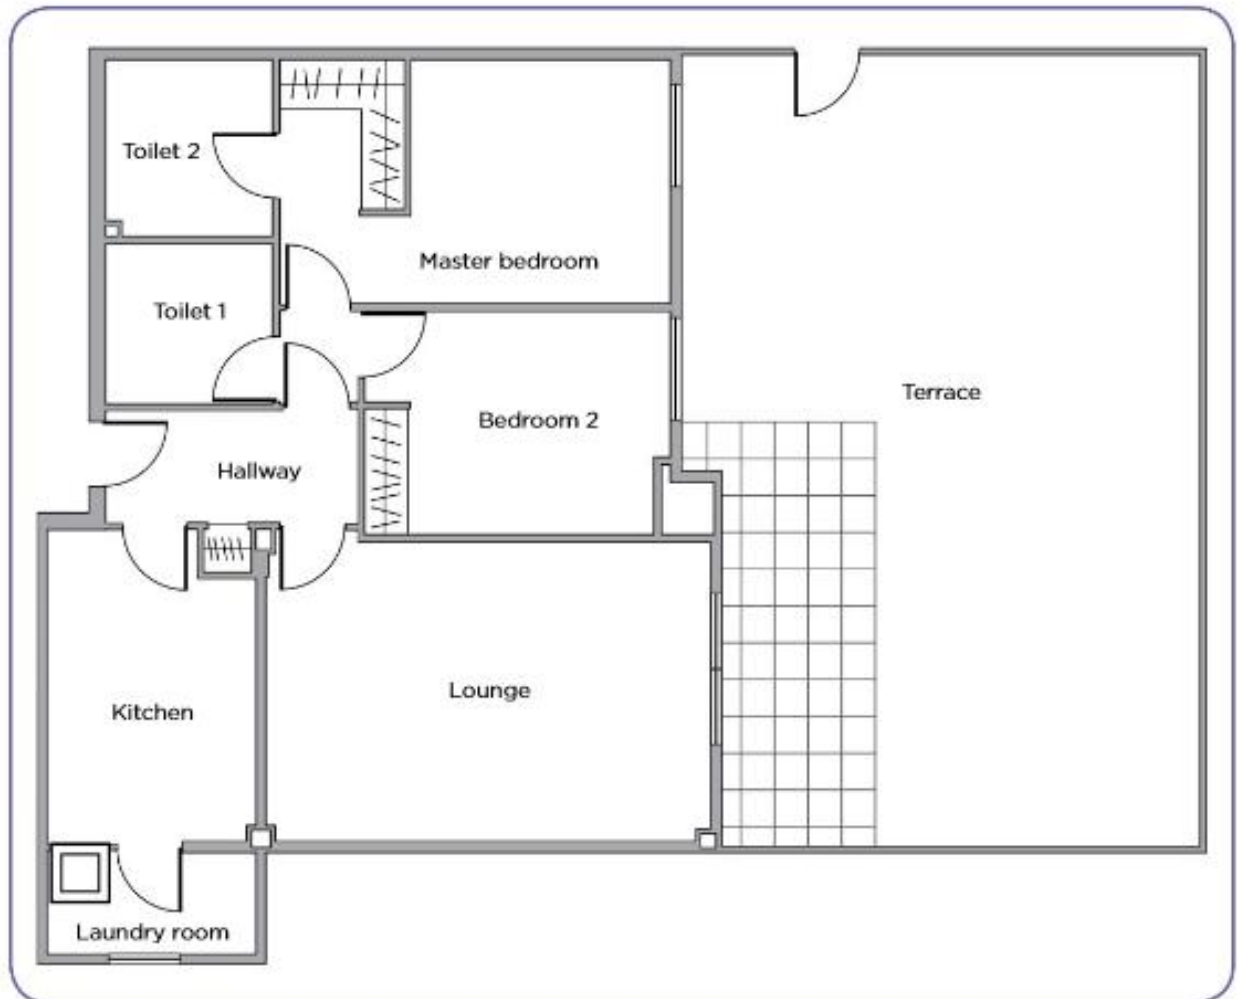 Toilet 2
Master bedroom
Toilet 1
Terrace
Bedroom 2
Hallway
Lounge
Kitchen
Laundry room